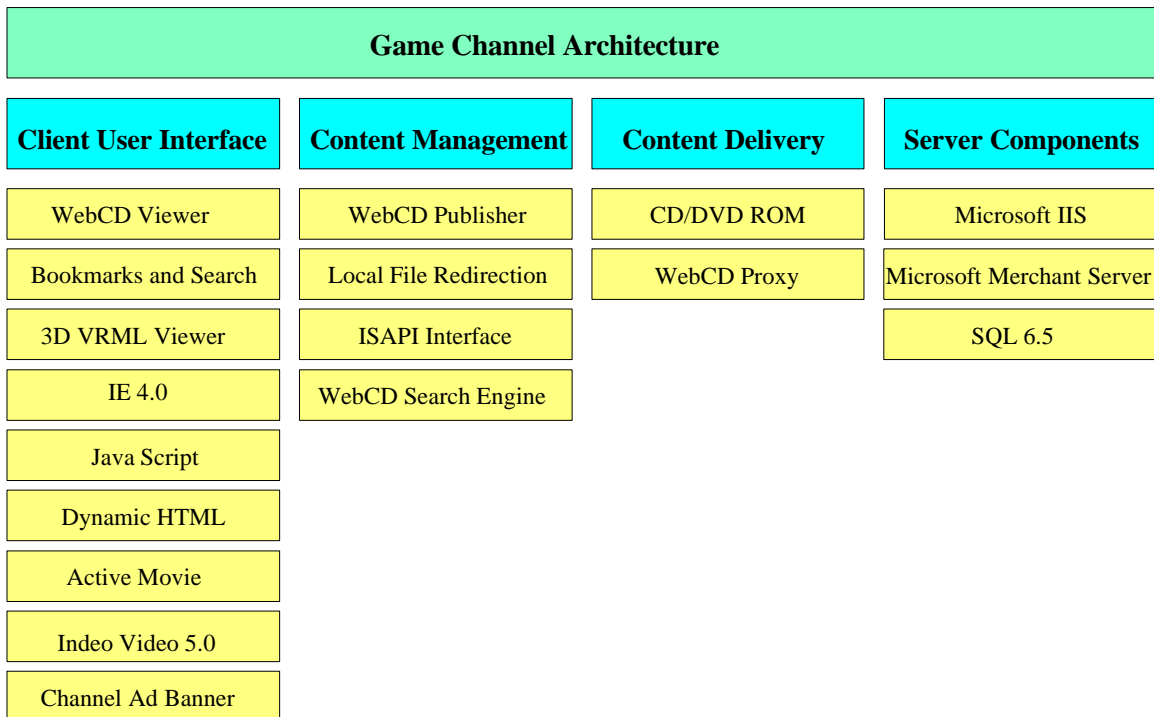 Game Channel Architecture
Client User Interface
Content Management
Content Delivery
Server Components
WebCD Viewer
WebCD Publisher
CD/DVD ROM
Microsoft IIS
Bookmarks and Search
Local File Redirection
WebCD Proxy
Microsoft Merchant Server
3D VRML Viewer
ISAPI Interface
SQL 6.5
IE 4.0
WebCD Search Engine
Java Script
Dynamic HTML
Active Movie
Indeo Video 5.0
Channel Ad Banner